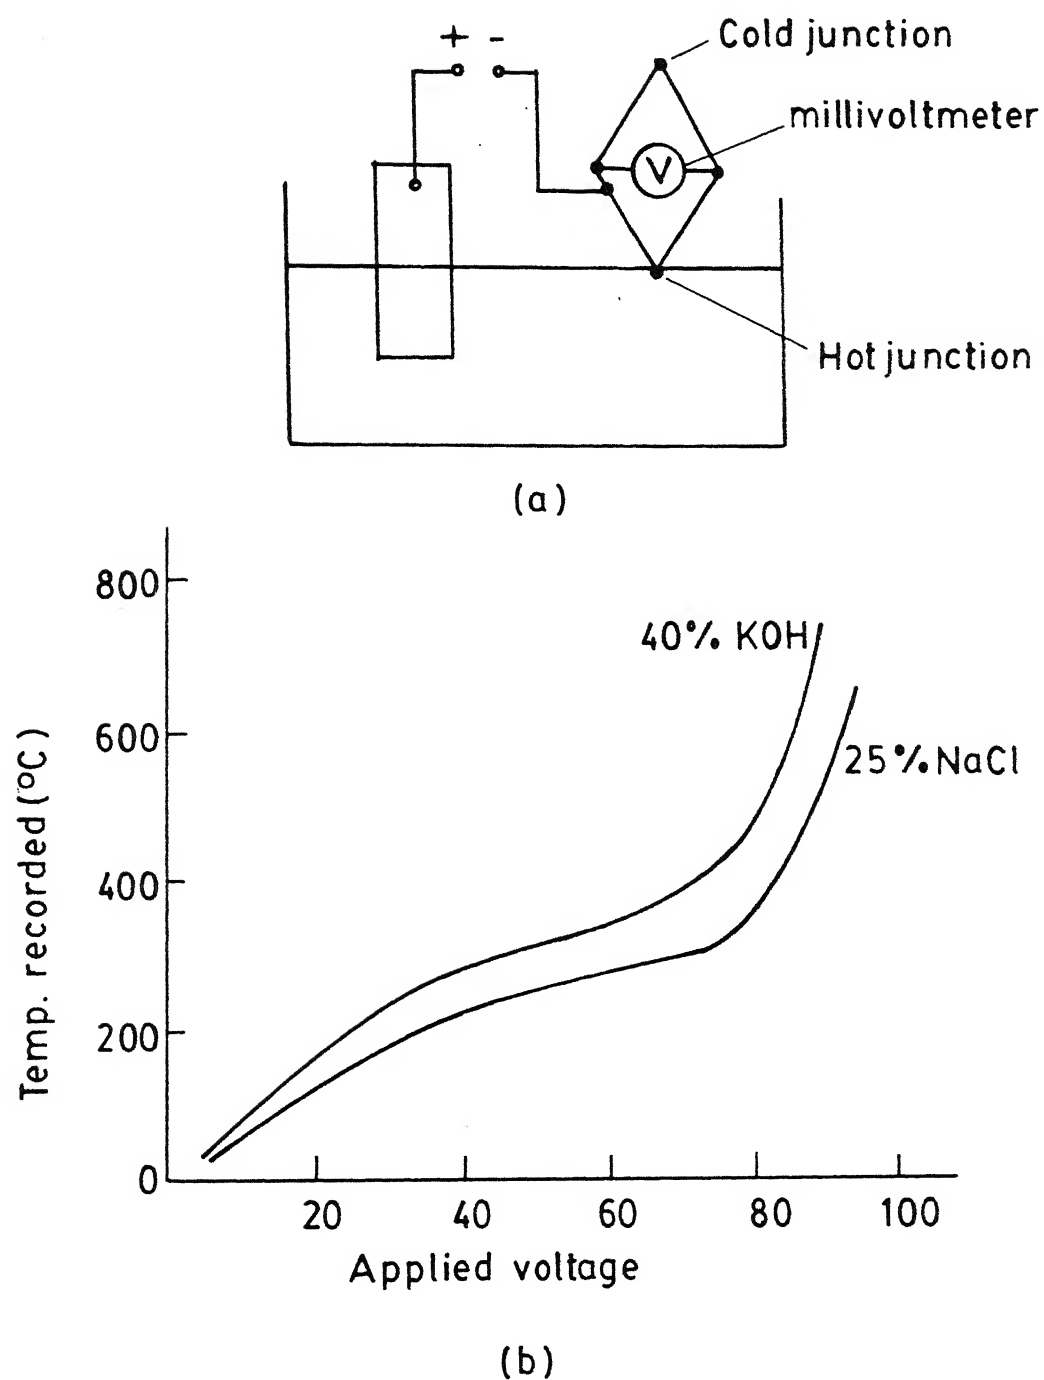 + -
Cold junction
millivoltmeter
V
Hot junction
(a)
800
40% KOH
600
25% NaCl
Temp. recorded (°C)
400
200
0
20 40 60 80 100
Applied voltage
(b)